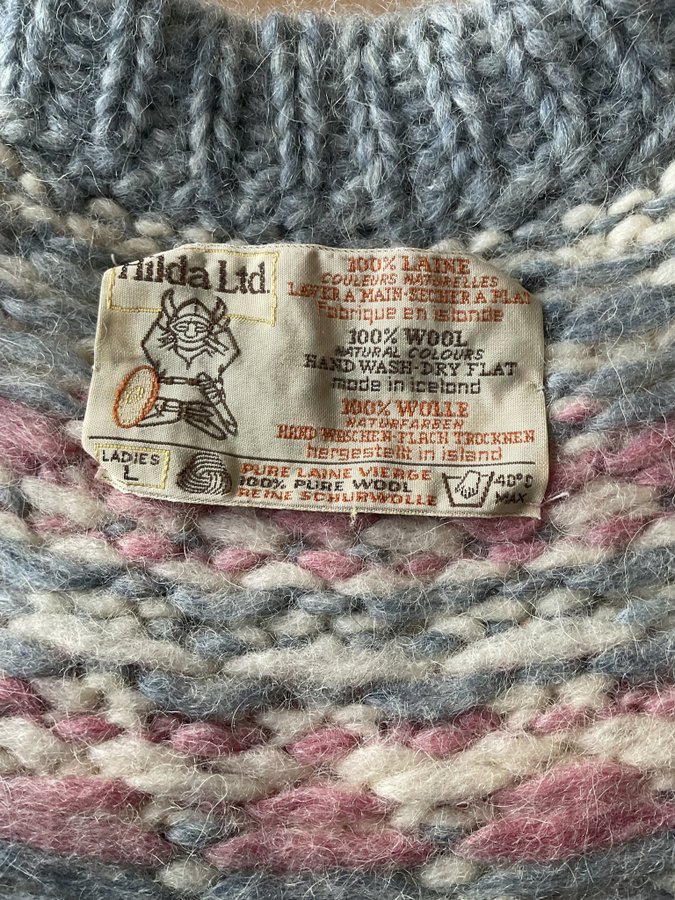 Hilda Ltd.
100% LAINE
COULEURS NATURELLES
LAVER A MAIN-SECHER A PLAT
Fabriqué en islande
100% WOOL
NATURAL COLOURS
HAND WASH-DRY FLAT
made in iceland
100% WOLLE
NATURFARBEN
HAND WASCHEN-FLACH TROCKNEN
hergestellt in island
LADIES
L
PURE LAINE VIERGE
100% PURE WOOL
REINE SCHURWOLLE
40°C
MAX